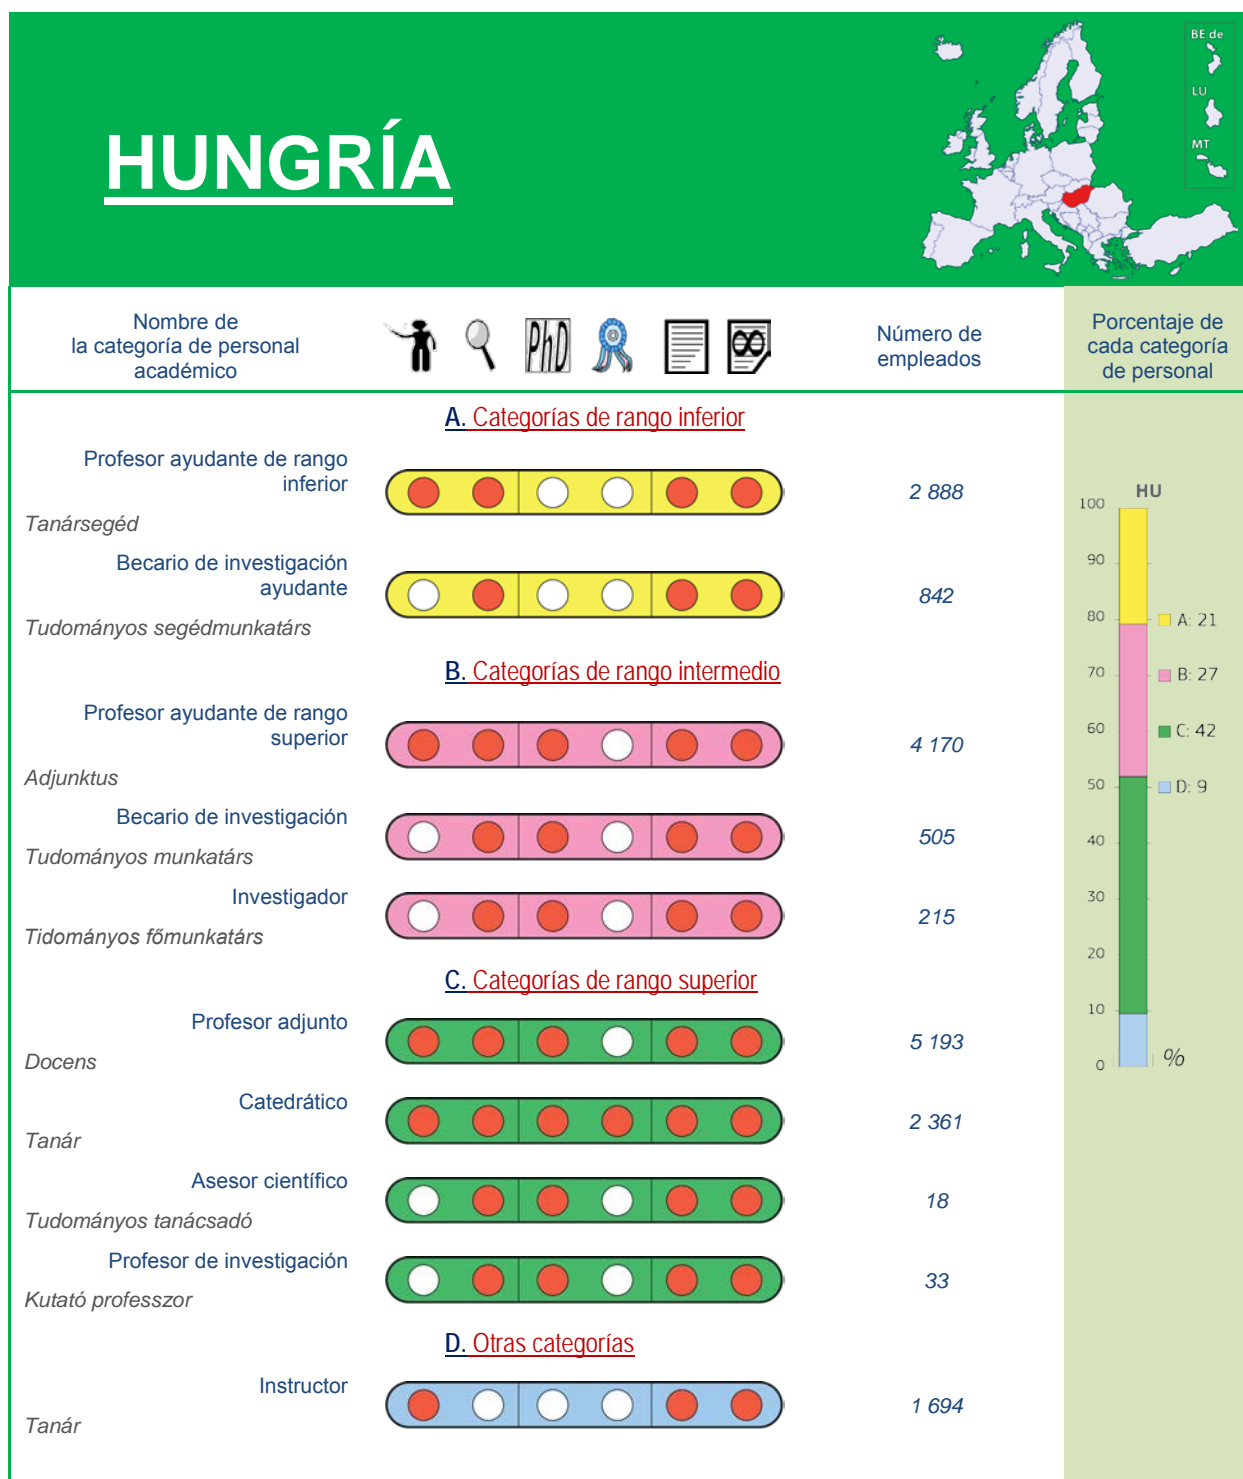 HUNGRÍA
BE de
LU
MT
Nombre de
la categoría de personal
académico
PhD
∞
Número de
empleados
Porcentaje de
cada categoría
de personal
A. Categorías de rango inferior
Profesor ayudante de rango
inferior
Tanársegéd
2 888
Becario de investigación
ayudante
Tudományos segédmunkatárs
842
B. Categorías de rango intermedio
Profesor ayudante de rango
superior
Adjunktus
4 170
Becario de investigación
Tudományos munkatárs
505
Investigador
Tidományos főmunkatárs
215
C. Categorías de rango superior
Profesor adjunto
Docens
5 193
Catedrático
Tanár
2 361
Asesor científico
Tudományos tanácsadó
18
Profesor de investigación
Kutató professzor
33
D. Otras categorías
Instructor
Tanár
1 694
HU
100
90
80
70
60
50
40
30
20
10
0
%
A: 21
B: 27
C: 42
D: 9